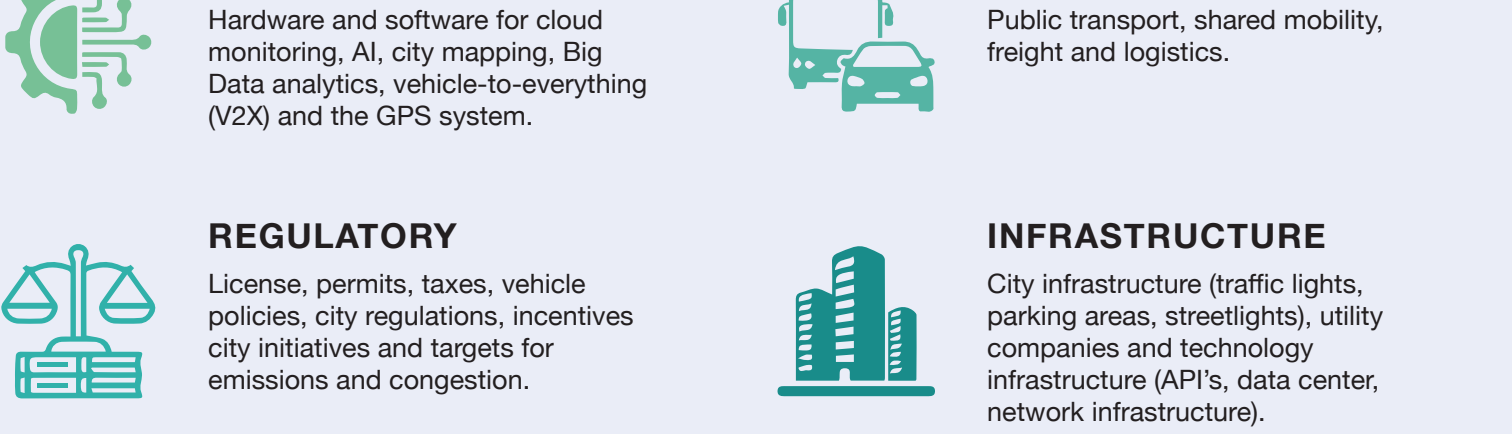 Hardware and software for cloud
monitoring, AI, city mapping, Big
Data analytics, vehicle-to-everything
(V2X) and the GPS system.
Public transport, shared mobility,
freight and logistics.
REGULATORY
License, permits, taxes, vehicle
policies, city regulations, incentives
city initiatives and targets for
emissions and congestion.
INFRASTRUCTURE
City infrastructure (traffic lights,
parking areas, streetlights), utility
companies and technology
infrastructure (API’s, data center,
network infrastructure).